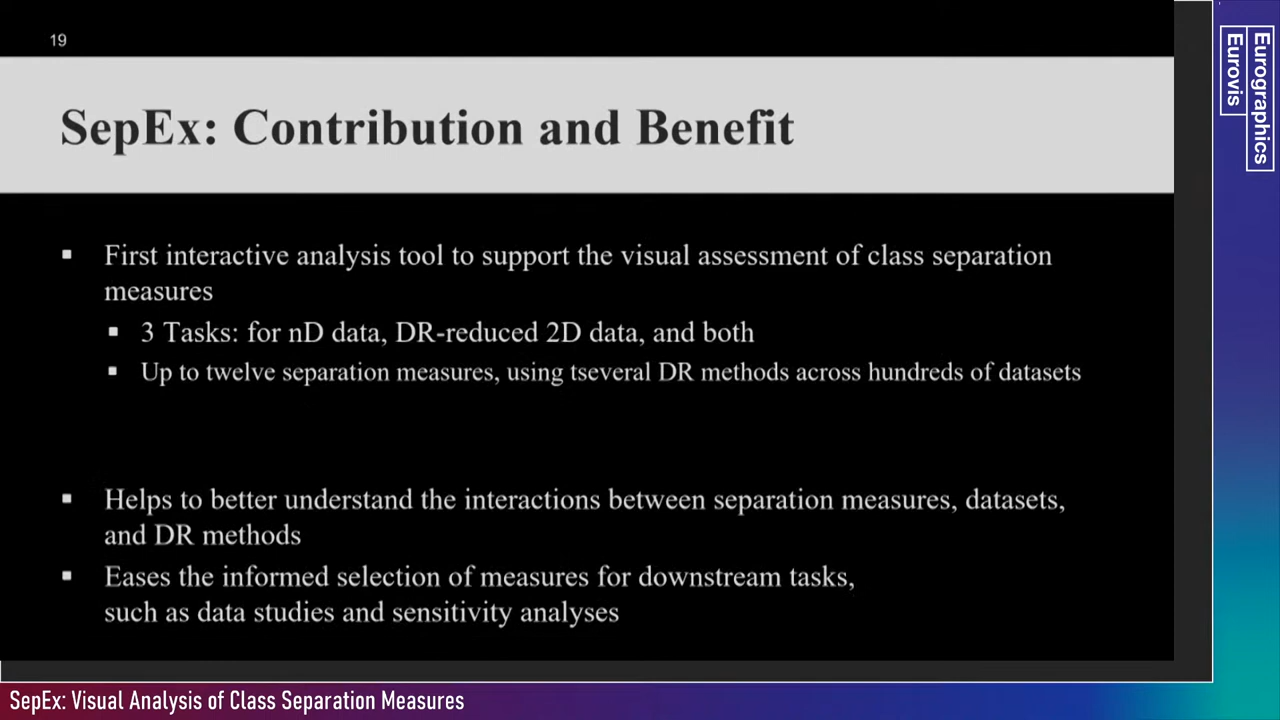 19
SepEx: Contribution and Benefit
▪ First interactive analysis tool to support the visual assessment of class separation
measures
▪ 3 Tasks: for nD data, DR-reduced 2D data, and both
▪ Up to twelve separation measures, using tseveral DR methods across hundreds of datasets
▪ Helps to better understand the interactions between separation measures, datasets,
and DR methods
▪ Eases the informed selection of measures for downstream tasks,
such as data studies and sensitivity analyses
Eurographics
Eurovis
SepEx: Visual Analysis of Class Separation Measures